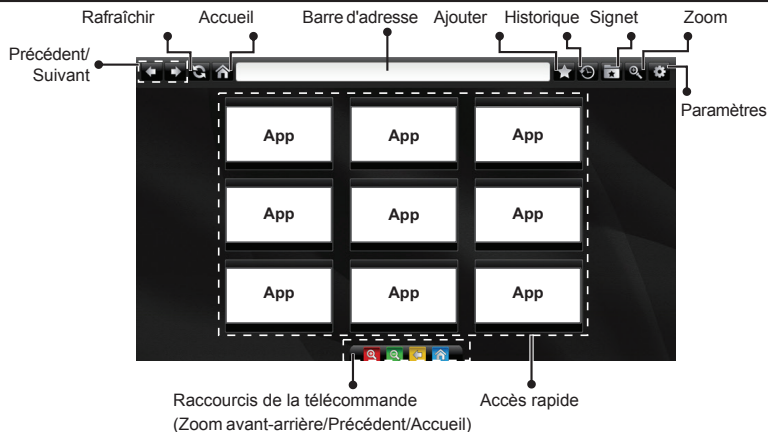 Rafraîchir Accueil Barre d'adresse Ajouter Historique Signet Zoom
Précédent/
Suivant
Paramètres
App App App
App App App
App App App
Raccourcis de la télécommande
(Zoom avant-arrière/Précédent/Accueil)
Accès rapide